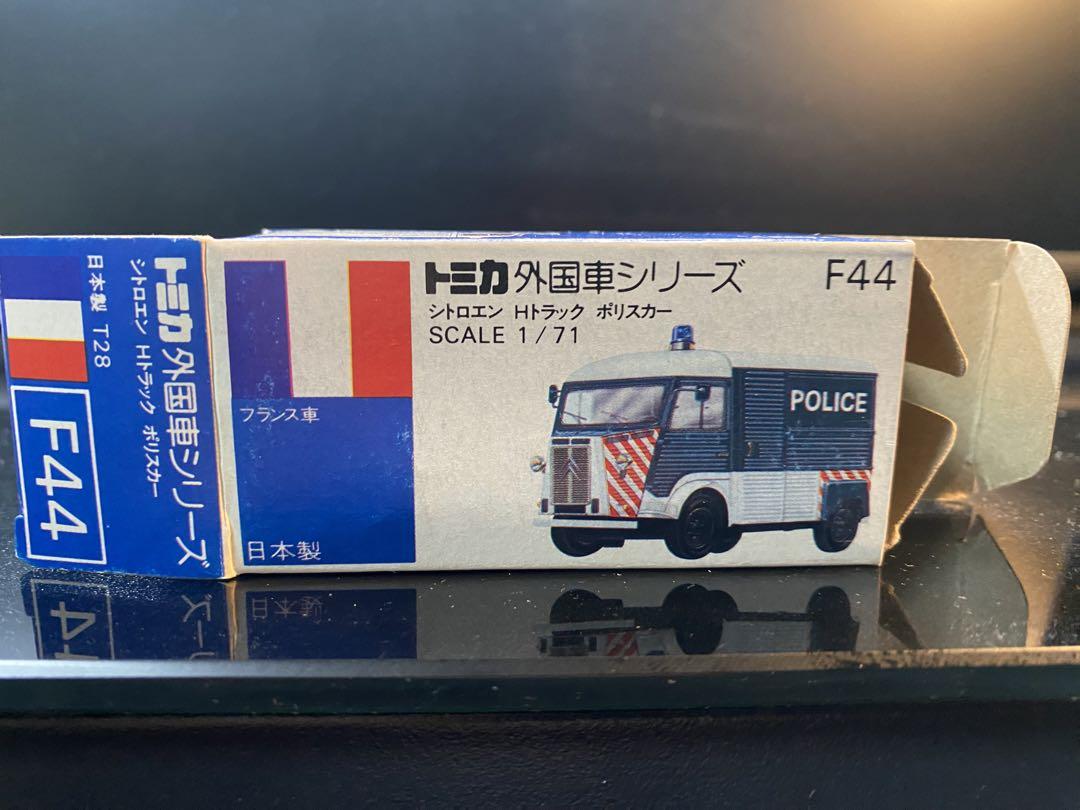 トミカ外国車シリーズ
シトロエン Hトラック ポリスカー
日本製 T28
F44
トミカ外国車シリーズ F44
シトロエン Hトラック ポリスカー
SCALE 1/71
フランス車
日本製
POLICE